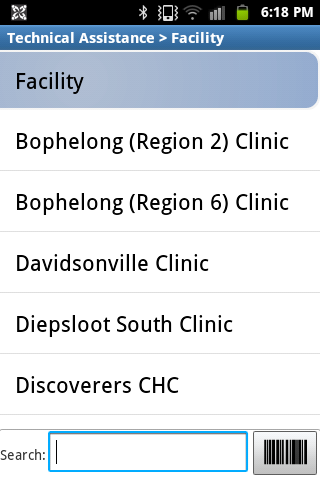 6:18 PM
Technical Assistance > Facility
Facility
Bophelong (Region 2) Clinic
Bophelong (Region 6) Clinic
Davidsonville Clinic
Diepsloot South Clinic
Discoverers CHC
Search: